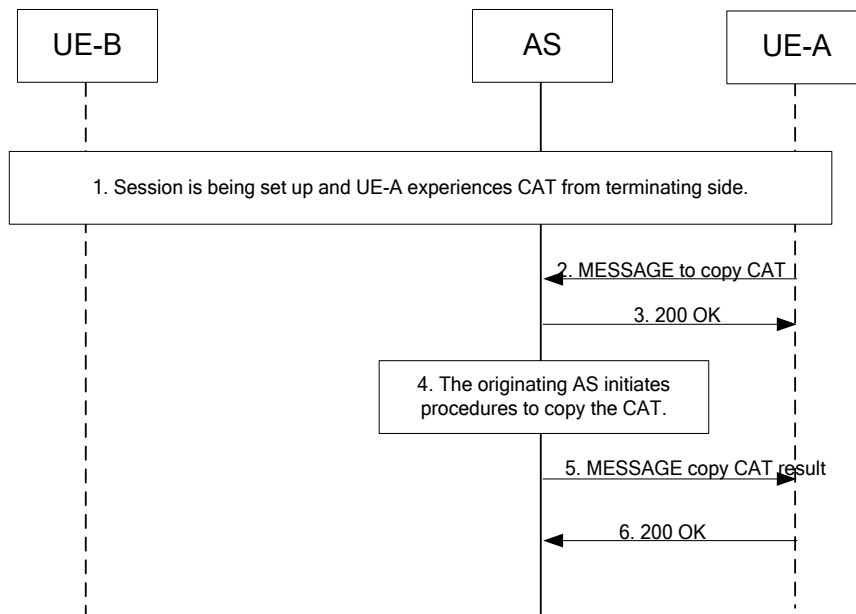 UE-B
AS
UE-A
1. Session is being set up and UE-A experiences CAT from terminating side.
2. MESSAGE to copy CAT
3. 200 OK
4. The originating AS initiates
procedures to copy the CAT.
5. MESSAGE copy CAT result
6. 200 OK